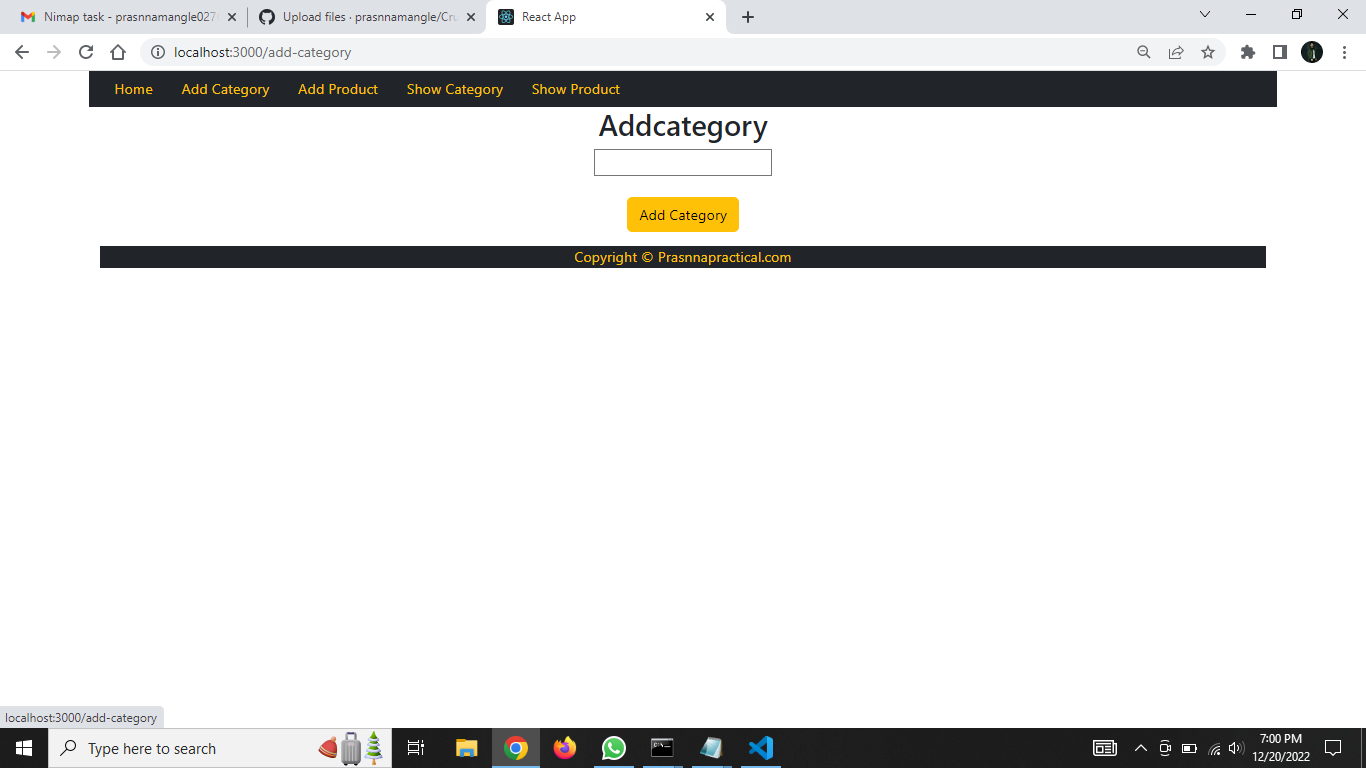 Nimap task - prasnnamangle027
Upload files · prasnnamangle/Cru
React App
localhost:3000/add-category
Home Add Category Add Product Show Category Show Product
Addcategory
Add Category
Copyright © Prasnnapractical.com
localhost:3000/add-category
Type here to search
7:00 PM
12/20/2022